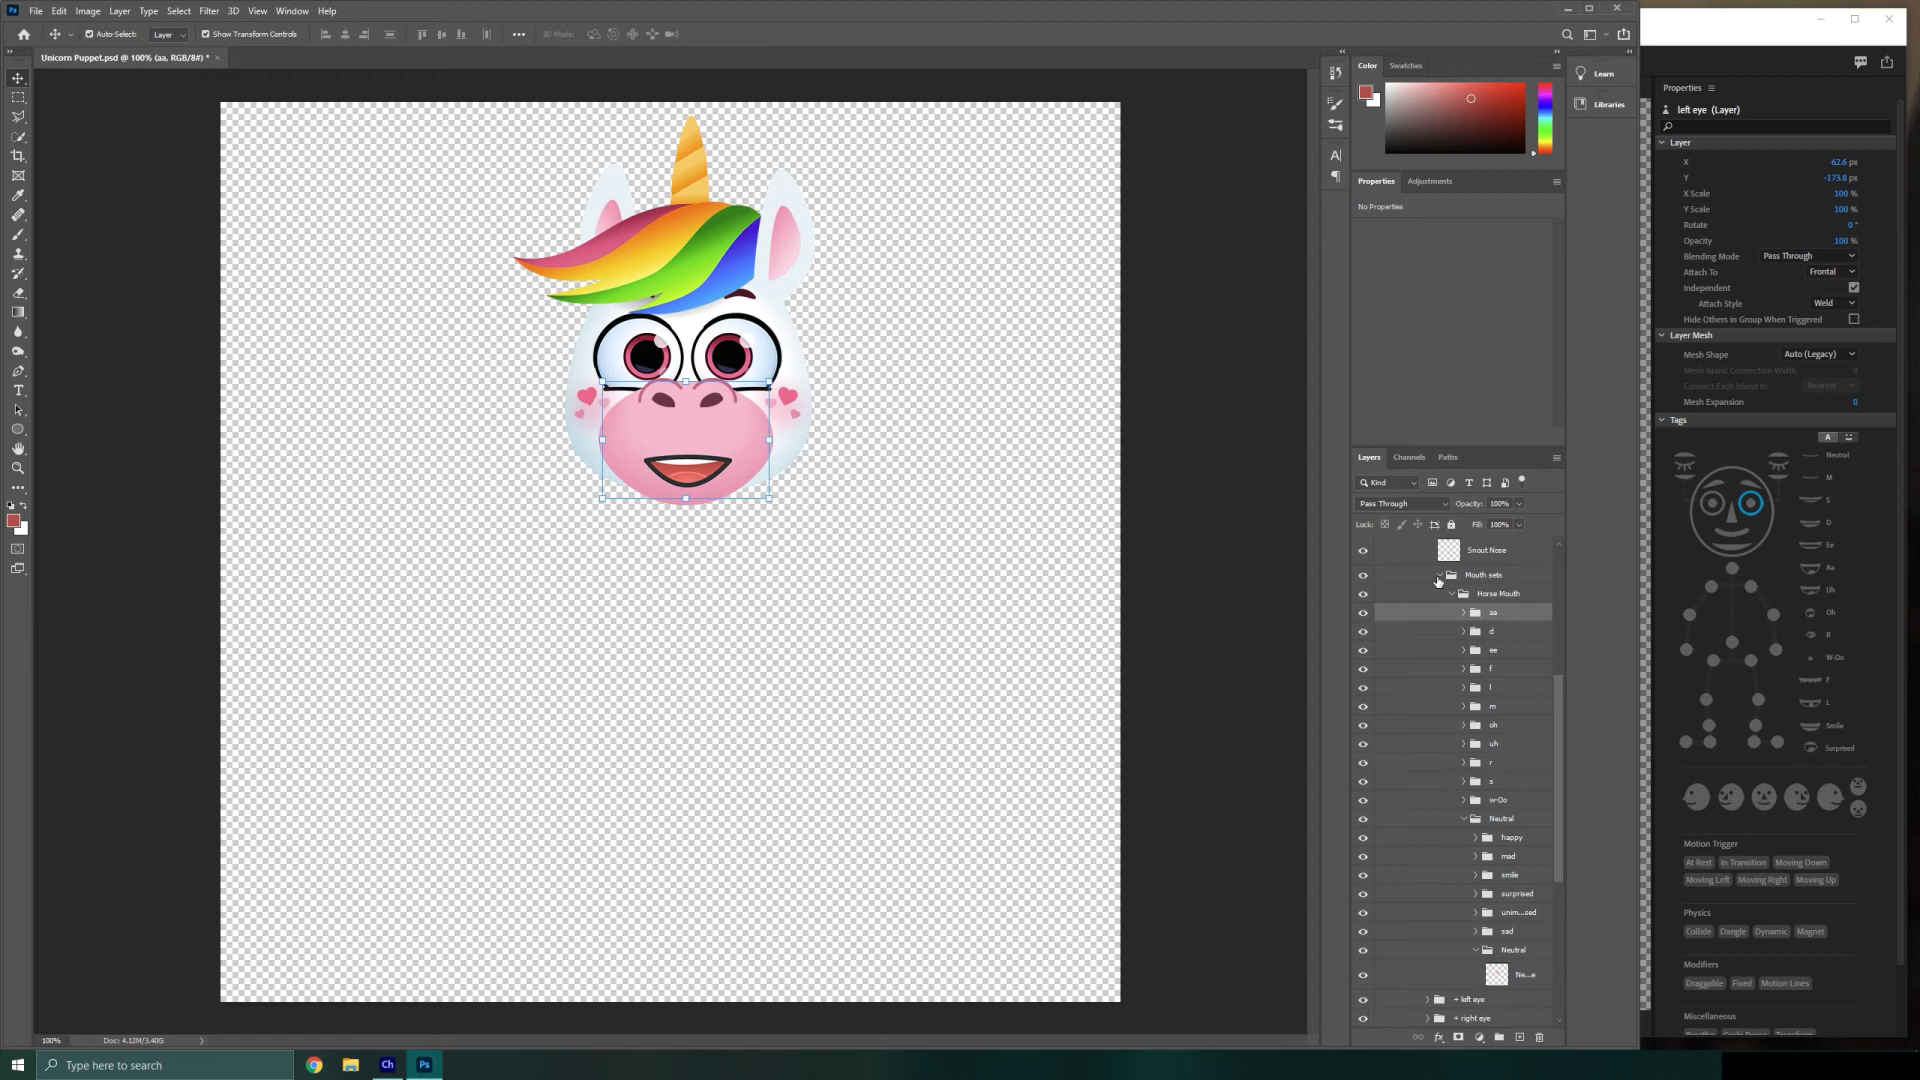 Ps File Edit Image Layer Type Select Filter 3D View Window Help
Auto-Select: Layer Show Transform Controls 3D Mode:
Unicorn Puppet.psd @ 100% (aa, RGB/8#) *
Color Swatches
Learn
Libraries
Properties Adjustments
No Properties
Layers Channels Paths
Kind
Pass Through Opacity: 100%
Lock: Fill: 100%
Snout Nose
Mouth sets
Horse Mouth
aa
d
ee
f
l
m
oh
uh
r
s
w-Oo
Neutral
happy
mad
smile
surprised
unim...sed
sad
Neutral
Ne...e
+ left eye
+ right eye
100% Doc: 4.12M/3.40G
Properties
left eye (Layer)
Layer
X 62.6 px
Y -173.8 px
X Scale 100 %
Y Scale 100 %
Rotate 0 °
Opacity 100 %
Blending Mode Pass Through
Attach To Frontal
Independent
Attach Style Weld
Hide Others in Group When Triggered
Layer Mesh
Mesh Shape Auto (Legacy)
Mesh Island Connection Width
Connect Each Island to Nearest
Mesh Expansion 0
Tags
A
Neutral
M
S
D
Ee
Aa
Uh
Oh
R
W-Oo
F
L
Smile
Surprised
Motion Trigger
At Rest In Transition Moving Down
Moving Left Moving Right Moving Up
Physics
Collide Dangle Dynamic Magnet
Modifiers
Draggable Fixed Motion Lines
Miscellaneous
Type here to search
Ch Ps